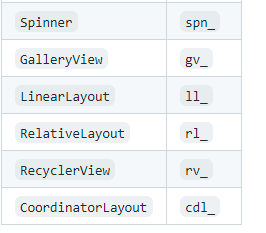 Spinner spn_
GalleryView gv_
LinearLayout ll_
RelativeLayout rl_
RecyclerView rv_
CoordinatorLayout cdl_